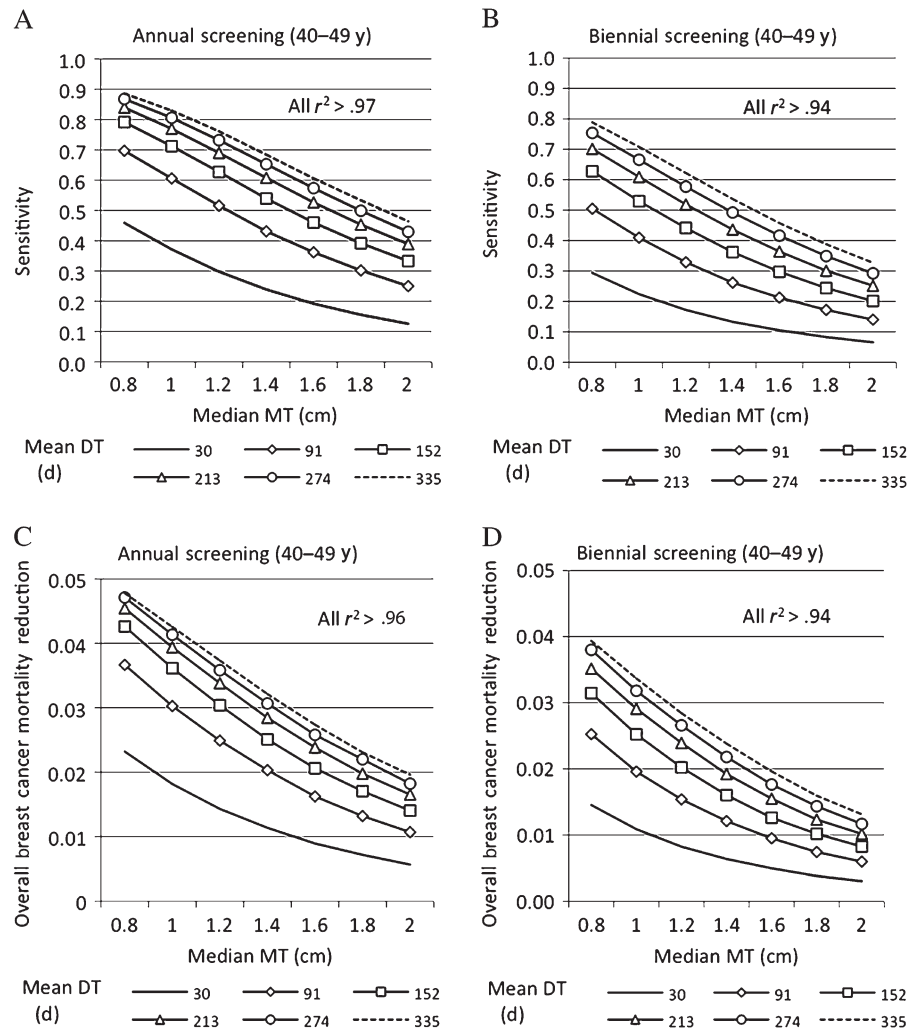 A
Annual screening (40–49 y)
1.0
0.9
0.8
0.7
0.6
0.5
0.4
0.3
0.2
0.1
0.0
Sensitivity
All r² > .97
0.8 1 1.2 1.4 1.6 1.8 2
Median MT (cm)
Mean DT (d)
30 91 152
213 274 335
B
Biennial screening (40–49 y)
1.0
0.9
0.8
0.7
0.6
0.5
0.4
0.3
0.2
0.1
0.0
Sensitivity
All r² > .94
0.8 1 1.2 1.4 1.6 1.8 2
Median MT (cm)
Mean DT (d)
30 91 152
213 274 335
C
Annual screening (40–49 y)
0.05
0.04
0.03
0.02
0.01
0
Overall breast cancer mortality reduction
All r² > .96
0.8 1 1.2 1.4 1.6 1.8 2
Median MT (cm)
Mean DT (d)
30 91 152
213 274 335
D
Biennial screening (40–49 y)
0.05
0.04
0.03
0.02
0.01
0.00
Overall breast cancer mortality reduction
All r² > .94
0.8 1 1.2 1.4 1.6 1.8 2
Median MT (cm)
Mean DT (d)
30 91 152
213 274 335